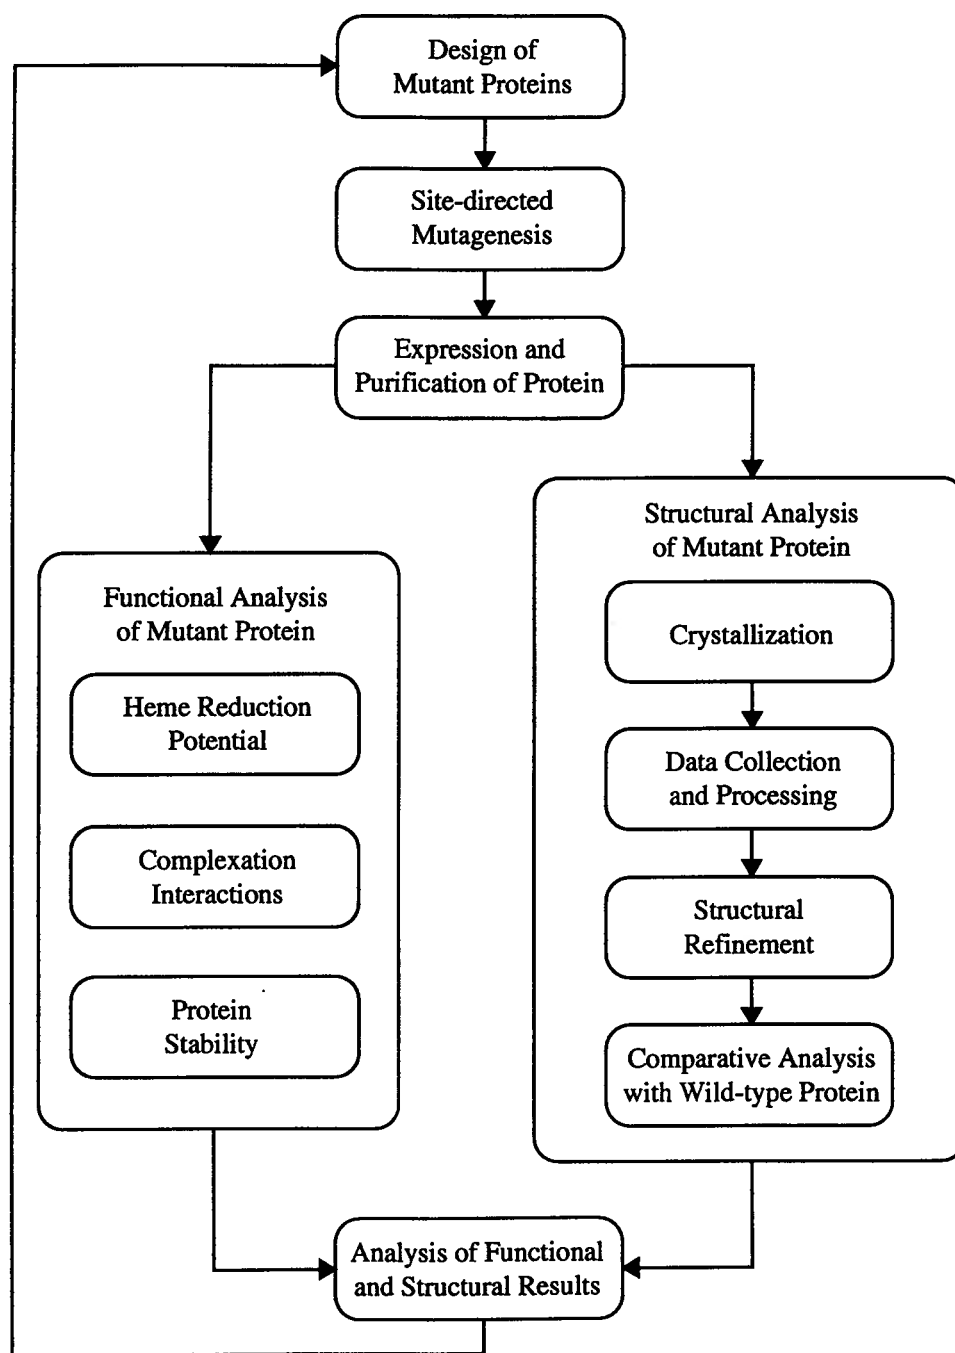 Design of
Mutant Proteins
Site-directed
Mutagenesis
Expression and
Purification of Protein
Functional Analysis
of Mutant Protein
Heme Reduction
Potential
Complexation
Interactions
Protein
Stability
Structural Analysis
of Mutant Protein
Crystallization
Data Collection
and Processing
Structural
Refinement
Comparative Analysis
with Wild-type Protein
Analysis of Functional
and Structural Results